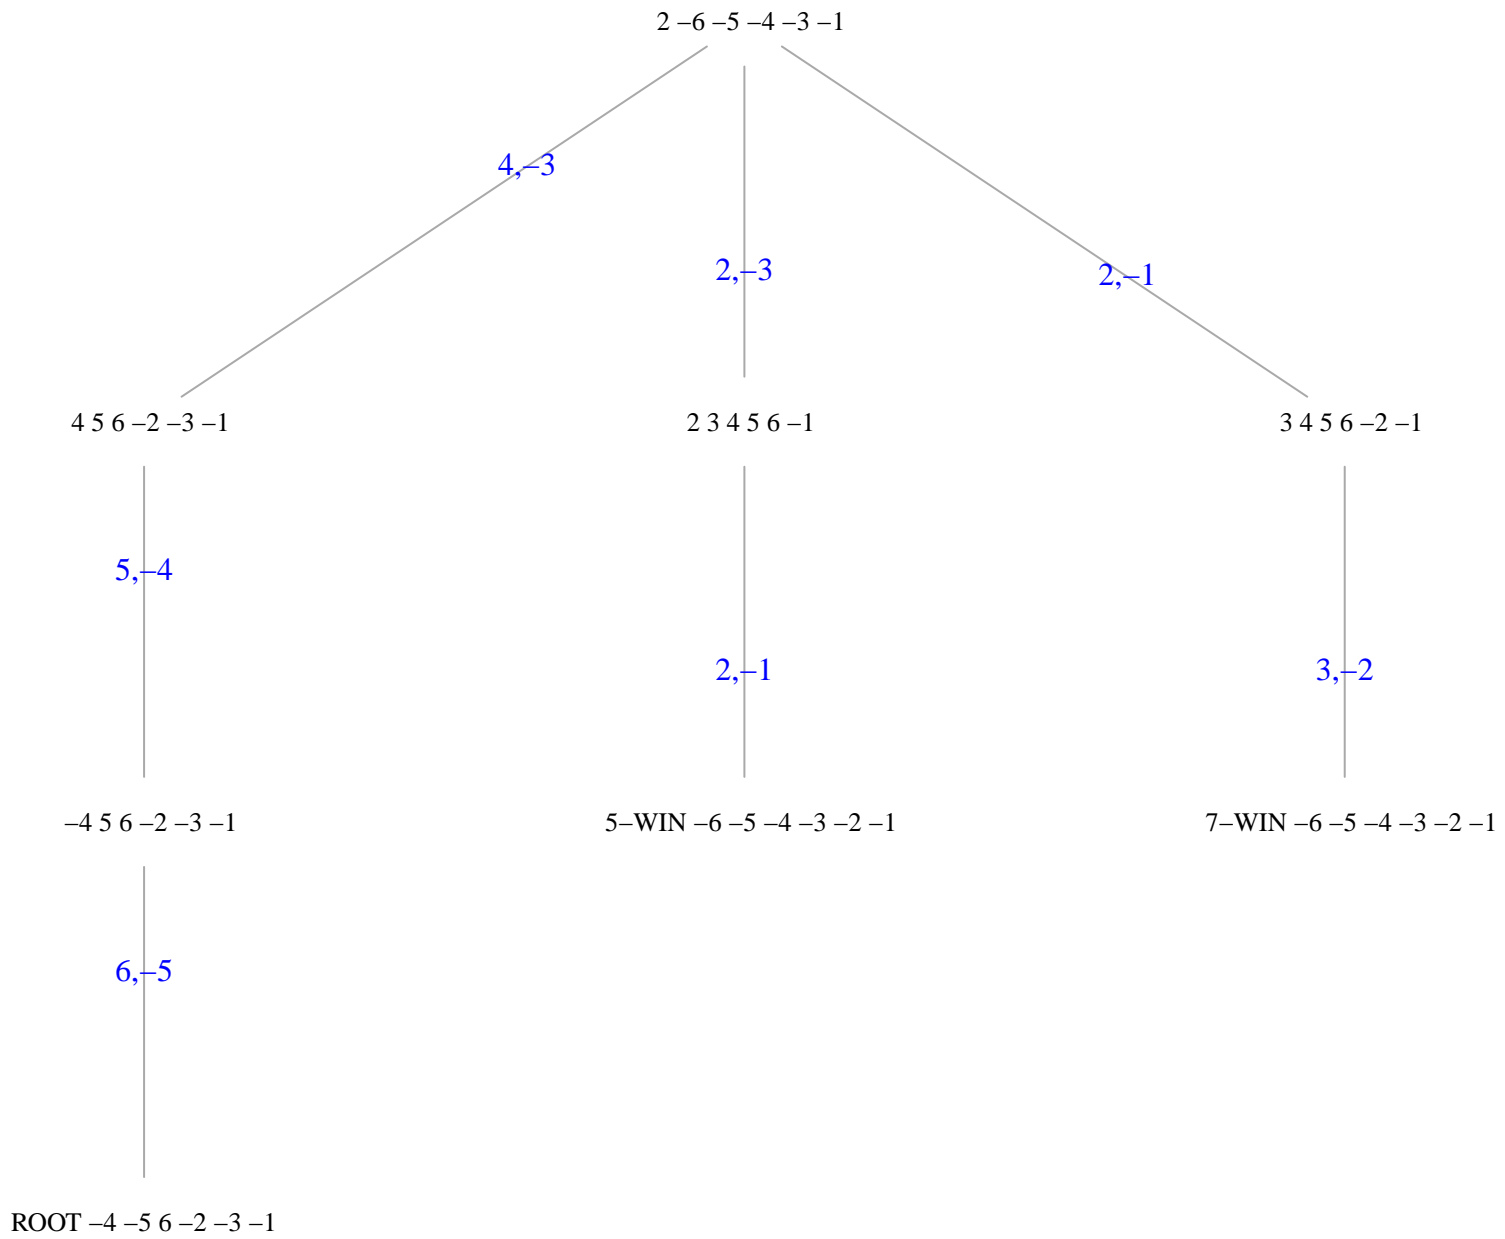 2 –6 –5 –4 –3 –1
4,–3
2,–3
2,–1
4 5 6 –2 –3 –1
2 3 4 5 6 –1
3 4 5 6 –2 –1
5,–4
2,–1
3,–2
–4 5 6 –2 –3 –1
5–WIN –6 –5 –4 –3 –2 –1
7–WIN –6 –5 –4 –3 –2 –1
6,–5
ROOT –4 –5 6 –2 –3 –1